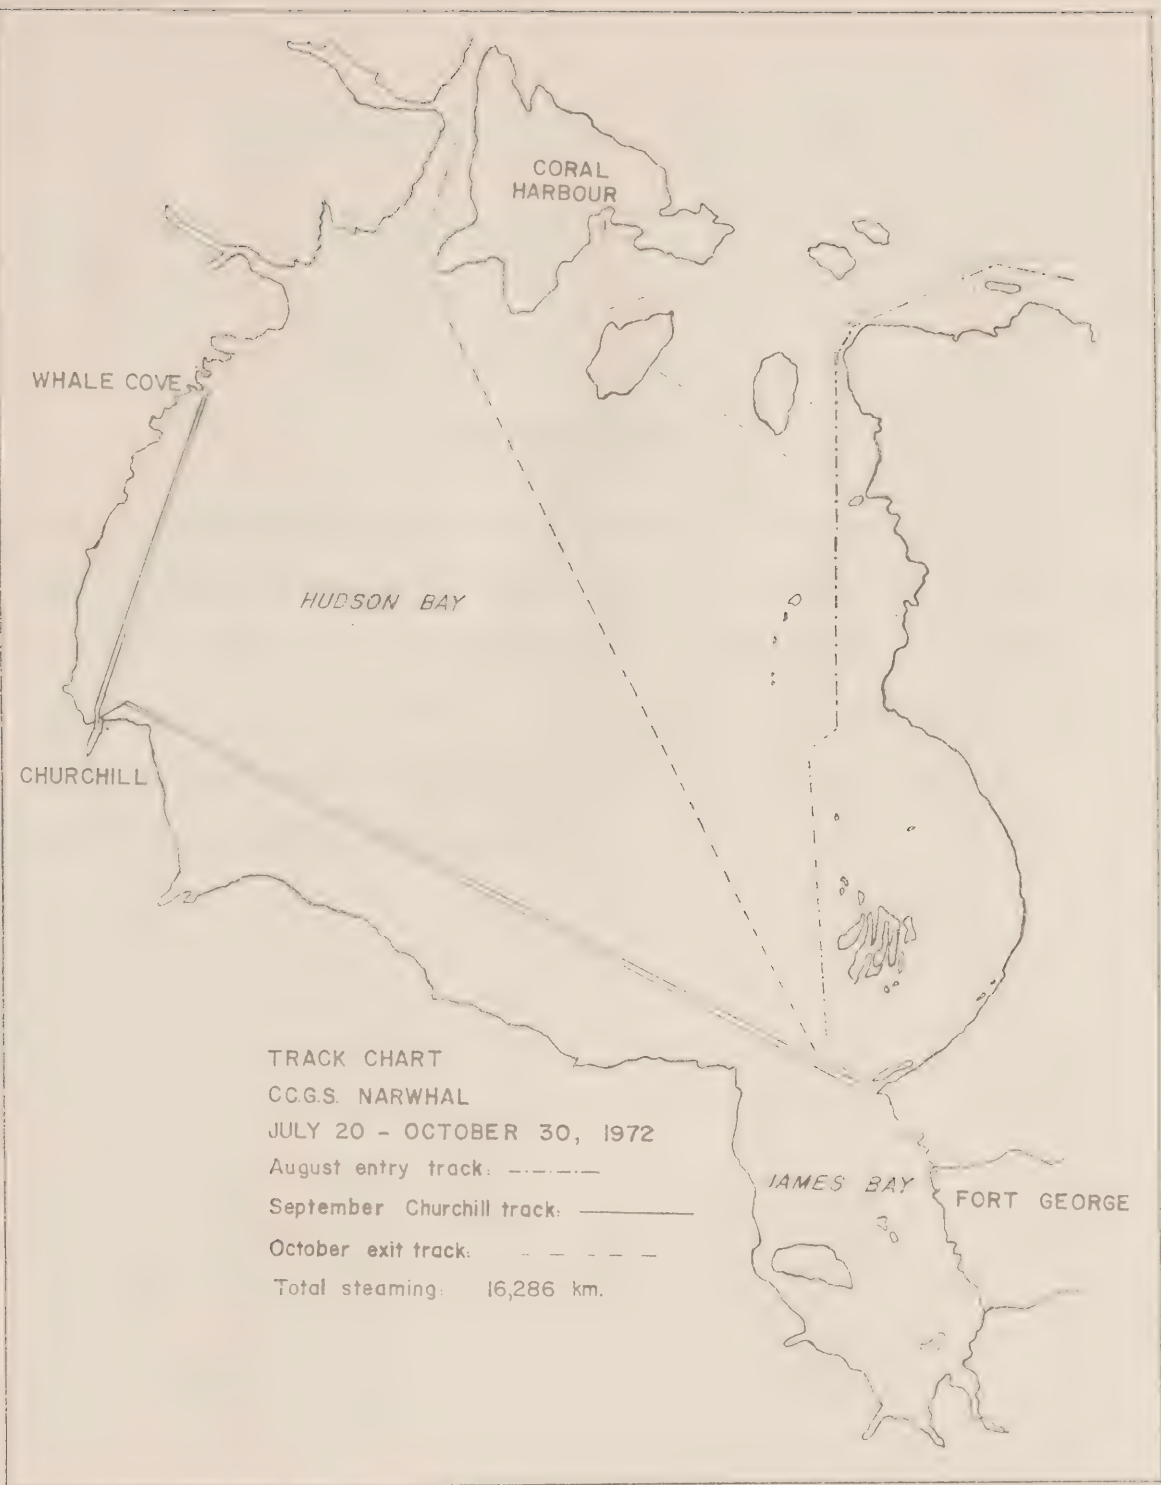 CORAL
HARBOUR
WHALE COVE
HUDSON BAY
CHURCHILL
TRACK CHART
CC.G.S. NARWHAL
JULY 20 - OCTOBER 30, 1972
August entry track:
September Churchill track:
October exit track:
Total steaming: 16,286 km.
JAMES BAY
FORT GEORGE